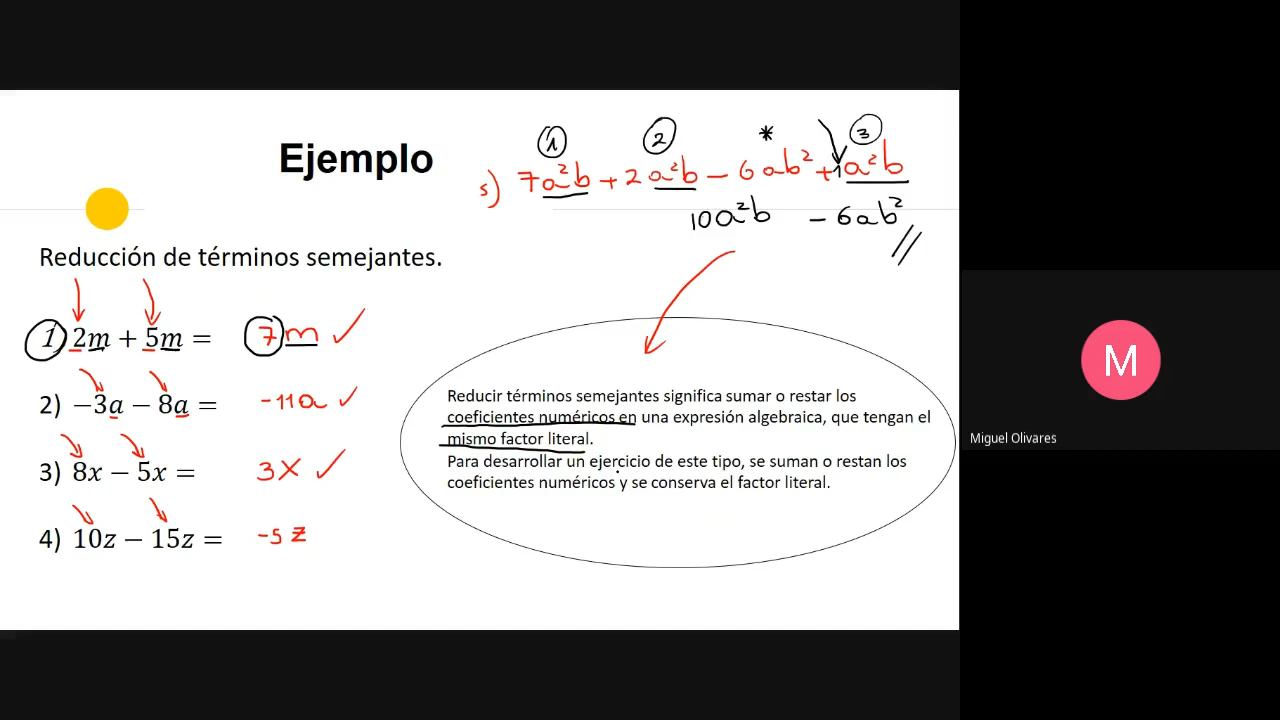 Ejemplo
1 2 * 3
5) 7a²b + 2a²b − 6ab² + 1a²b
10a²b − 6ab²
Reducción de términos semejantes.
1) 2m + 5m = 7m
2) −3a − 8a = -11a
3) 8x − 5x = 3x
4) 10z − 15z = -5z
Reducir términos semejantes significa sumar o restar los
coeficientes numéricos en una expresión algebraica, que tengan el
mismo factor literal.
Para desarrollar un ejercicio de este tipo, se suman o restan los
coeficientes numéricos y se conserva el factor literal.
M
Miguel Olivares